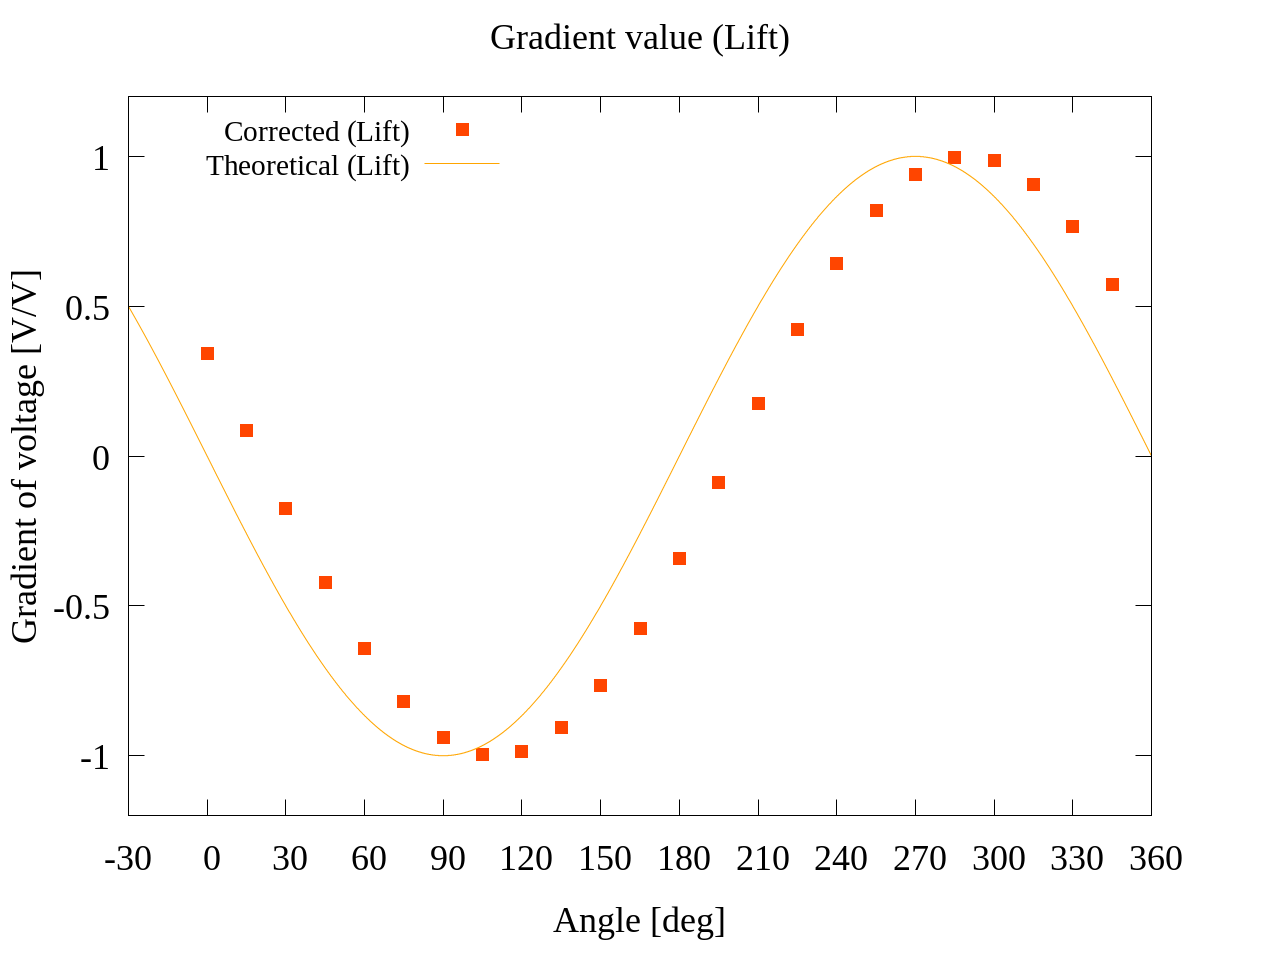 Gradient value (Lift)
Corrected (Lift)
Theoretical (Lift)
1
0.5
0
-0.5
-1
Gradient of voltage [V/V]
-30 0 30 60 90 120 150 180 210 240 270 300 330 360
Angle [deg]